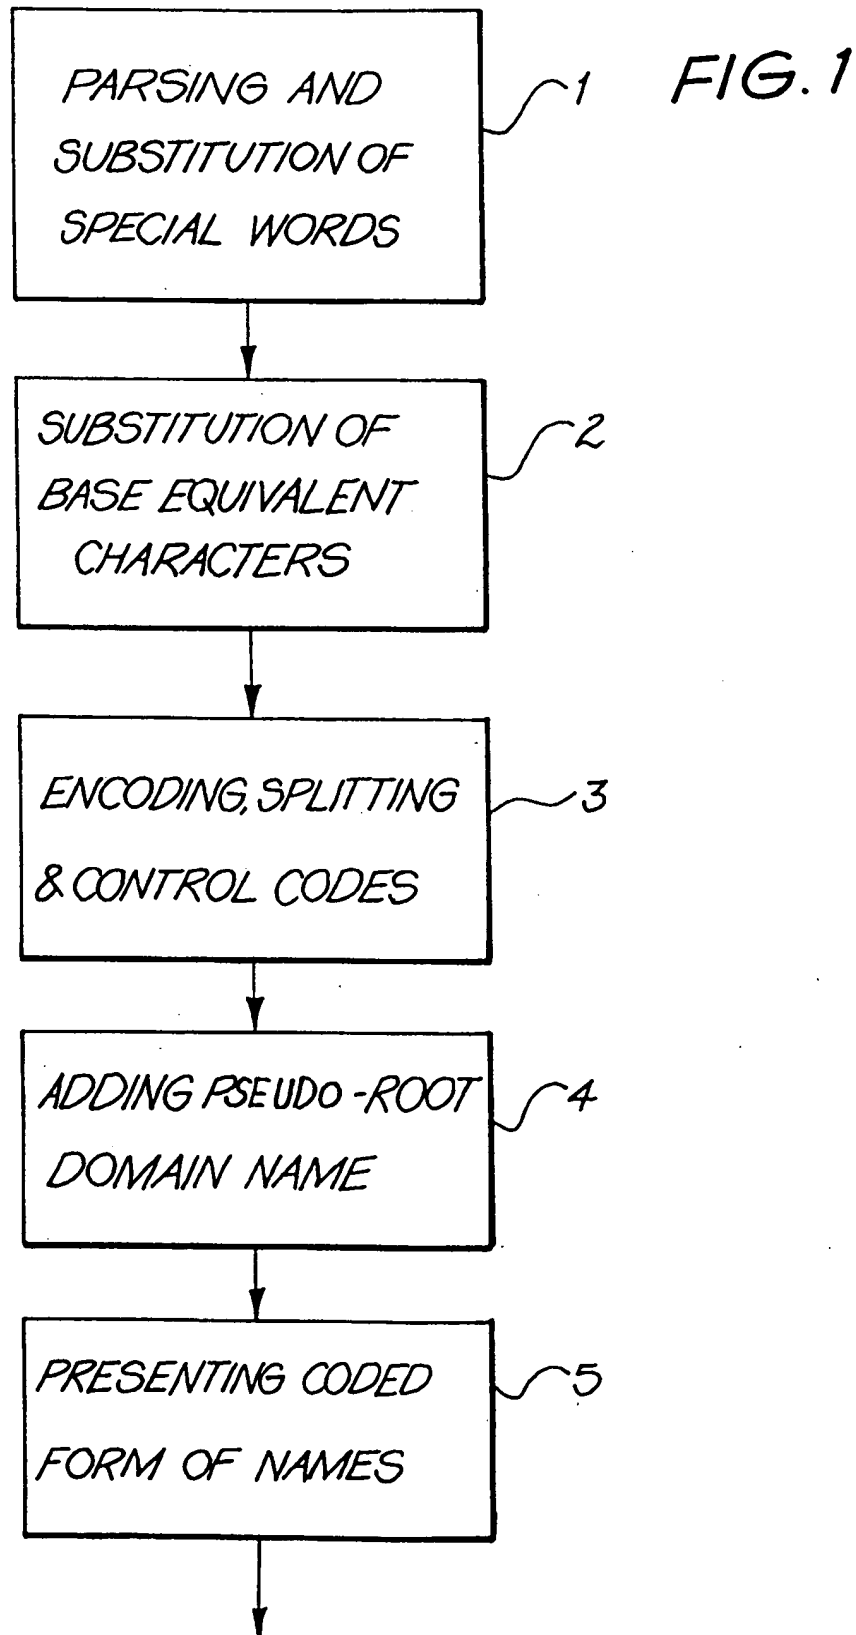 FIG. 1
PARSING AND
SUBSTITUTION OF
SPECIAL WORDS
1
SUBSTITUTION OF
BASE EQUIVALENT
CHARACTERS
2
ENCODING, SPLITTING
& CONTROL CODES
3
ADDING PSEUDO-ROOT
DOMAIN NAME
4
PRESENTING CODED
FORM OF NAMES
5